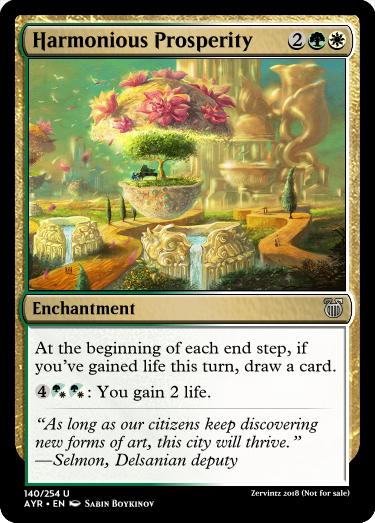 Harmonious Prosperity 2
Enchantment
At the beginning of each end step, if
you've gained life this turn, draw a card.
4 : You gain 2 life.
"As long as our citizens keep discovering
new forms of art, this city will thrive."
—Selmon, Delsanian deputy
140/254 U
AYR • EN Sabin Boykinov
Zervintz 2018 (Not for sale)